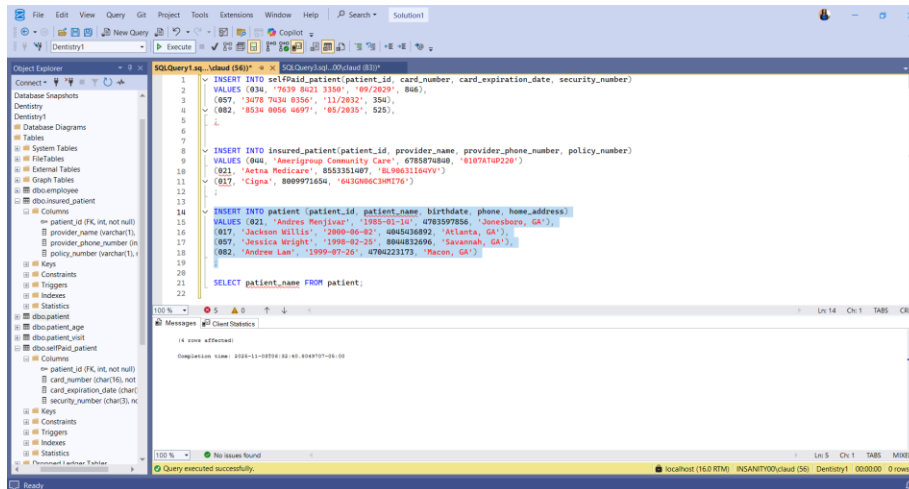 File Edit View Query Git Project Tools Extensions Window Help Search Solution1
New Query Copilot
Dentistry1 Execute
Object Explorer
Connect
Database Snapshots
Dentistry
Dentistry1
Database Diagrams
Tables
System Tables
FileTables
External Tables
Graph Tables
dbo.employee
dbo.insured_patient
Columns
patient_id (FK, int, not null)
provider_name (varchar(1),
provider_phone_number (in
policy_number (varchar(1),
Keys
Constraints
Triggers
Indexes
Statistics
dbo.patient
dbo.patient_age
dbo.patient_visit
dbo.selfPaid_patient
Columns
patient_id (FK, int, not null)
card_number (char(16), not
card_expiration_date (char(
security_number (char(3), nc
Keys
Constraints
Triggers
Indexes
Statistics
Dropped Ledger Tables
SQLQuery1.sq...\claud (56))* SQLQuery3.sql...00\claud (83))*
1 INSERT INTO selfPaid_patient(patient_id, card_number, card_expiration_date, security_number)
2 VALUES (034, '7639 8421 3350', '09/2029', 846),
3 (057, '3478 7434 0356', '11/2032', 354),
4 (082, '8534 0056 4697', '05/2035', 525),
5 ;
6
7
8 INSERT INTO insured_patient(patient_id, provider_name, provider_phone_number, policy_number)
9 VALUES (044, 'Amerigroup Community Care', 6785874840, '0107AT4P220')
10 (021, 'Aetna Medicare', 8553351407, 'BL90631I64YV')
11 (017, 'Cigna', 8009971654, '643GN06C3HMI76')
12 ;
13
14 INSERT INTO patient (patient_id, patient_name, birthdate, phone, home_address)
15 VALUES (021, 'Andres Menjivar', '1985-01-14', 4703597856, 'Jonesboro, GA'),
16 (017, 'Jackson Willis', '2000-06-02', 4045436892, 'Atlanta, GA'),
17 (057, 'Jessica Wright', '1998-02-25', 8044832696, 'Savannah, GA'),
18 (082, 'Andrew Lam', '1999-07-26', 4704223173, 'Macon, GA')
19 ;
20
21 SELECT patient_name FROM patient;
22
100 % 5 0 Ln: 14 Ch: 1 TABS CRL
Messages Client Statistics
(4 rows affected)
100 % No issues found Ln: 5 Ch: 1 TABS MIXE
Query executed successfully. localhost (16.0 RTM) INSANITY00\claud (56) Dentistry1 00:00:00 0 rows
Ready